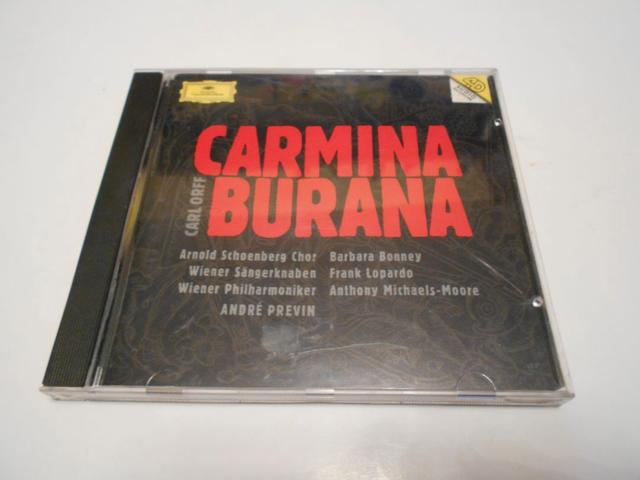 4D
CARMINA
CARL ORFF
BURANA
Arnold Schoenberg Chor Barbara Bonney
Wiener Sängerknaben Frank Lopardo
Wiener Philharmoniker Anthony Michaels-Moore
ANDRÉ PREVIN